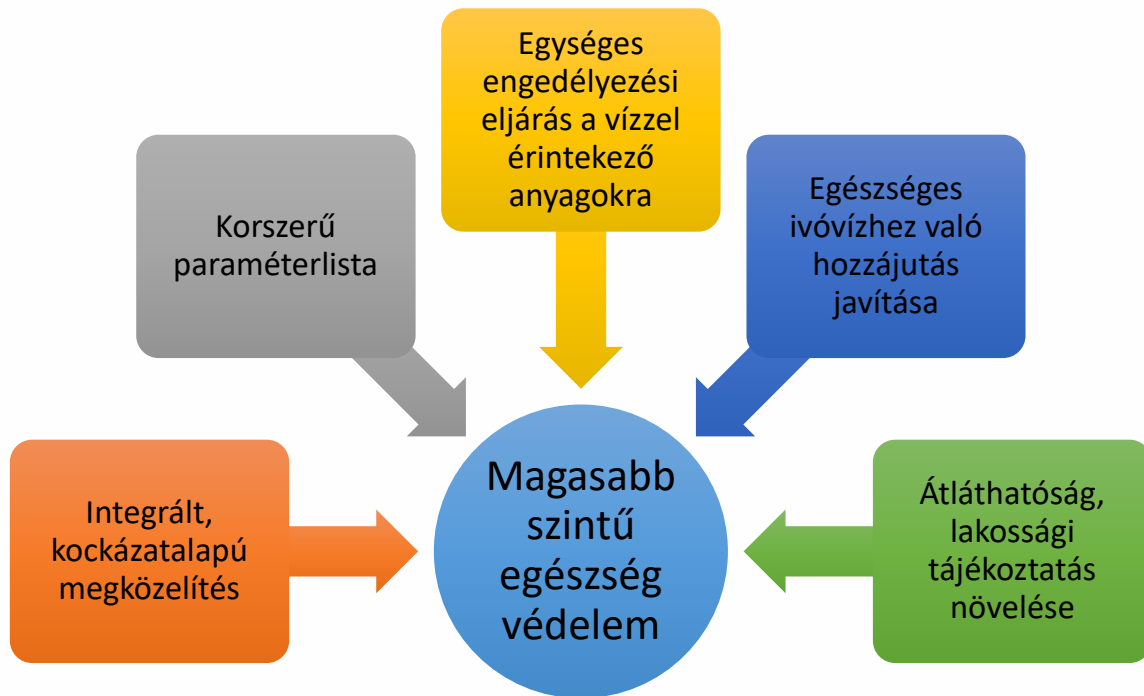 Egységes
engedélyezési
eljárás a vízzel
érintekező
anyagokra
Korszerű
paraméterlista
Egészséges
ivóvízhez való
hozzájutás
javítása
Integrált,
kockázatalapú
megközelítés
Magasabb
szintű
egészség
védelem
Átláthatóság,
lakossági
tájékoztatás
növelése